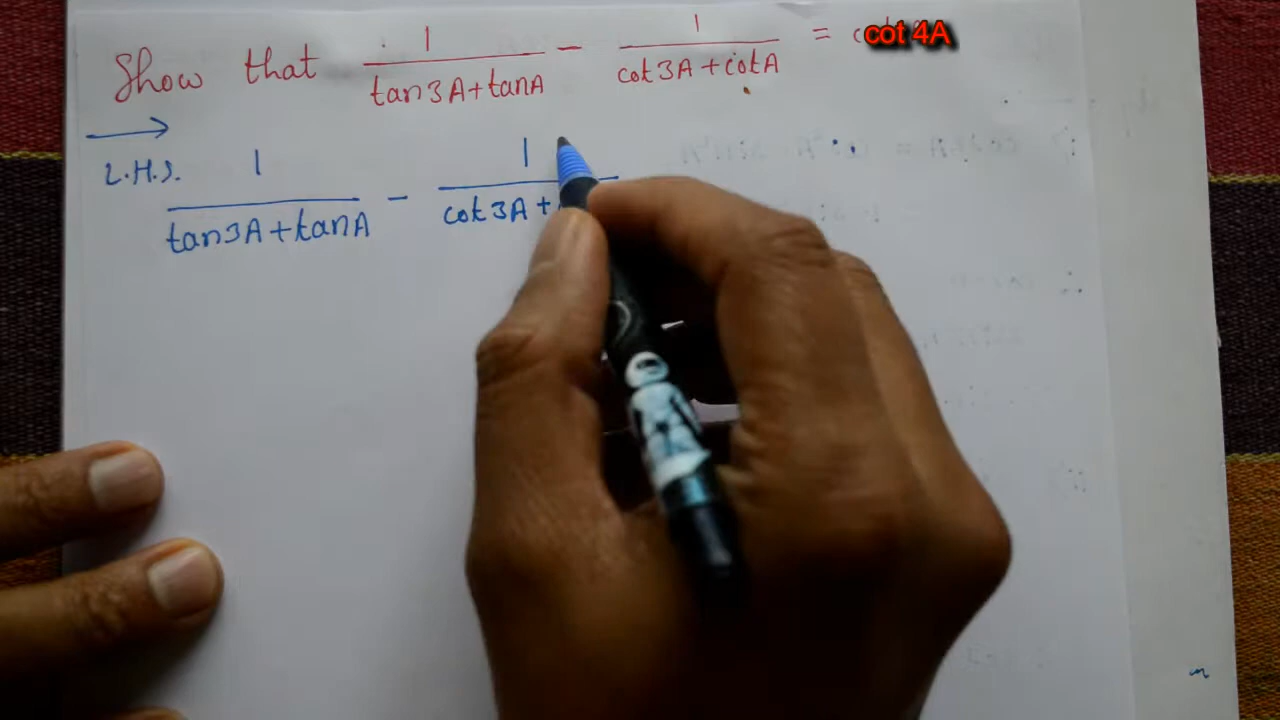 Show that 1/(tan3A+tanA) − 1/(cot3A+cotA) = cot 4A
L.H.S. 1/(tan3A+tanA) − 1/(cot3A+